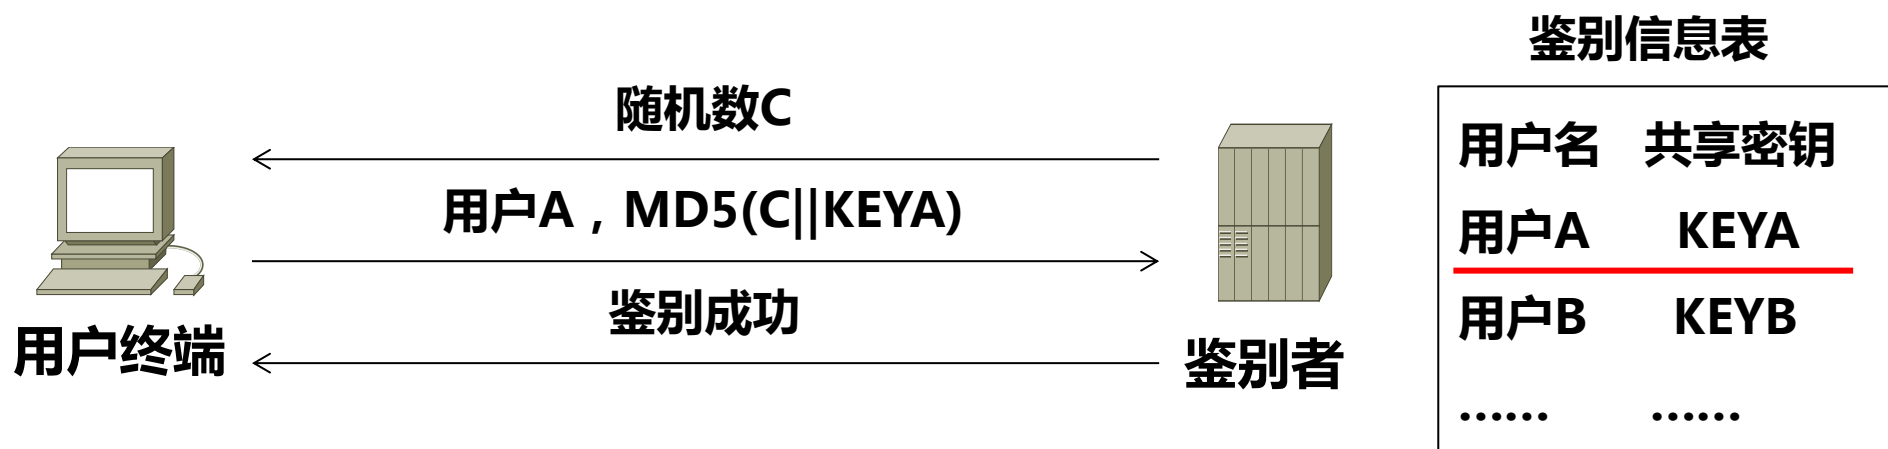 鉴别信息表
随机数C
用户名 共享密钥
用户A，MD5(C||KEYA)
用户A KEYA
鉴别成功
用户B KEYB
用户终端
鉴别者
…… ……